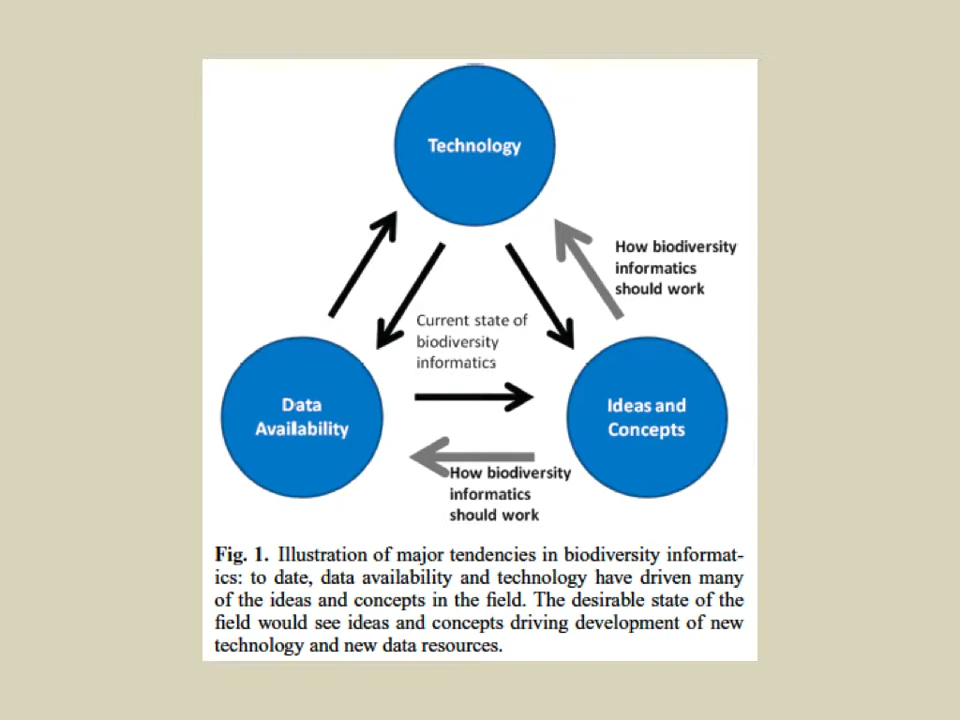 Technology
How biodiversity
informatics
should work
Current state of
biodiversity
informatics
Data
Availability
Ideas and
Concepts
How biodiversity
informatics
should work
Fig. 1. Illustration of major tendencies in biodiversity informat-
ics: to date, data availability and technology have driven many
of the ideas and concepts in the field. The desirable state of the
field would see ideas and concepts driving development of new
technology and new data resources.